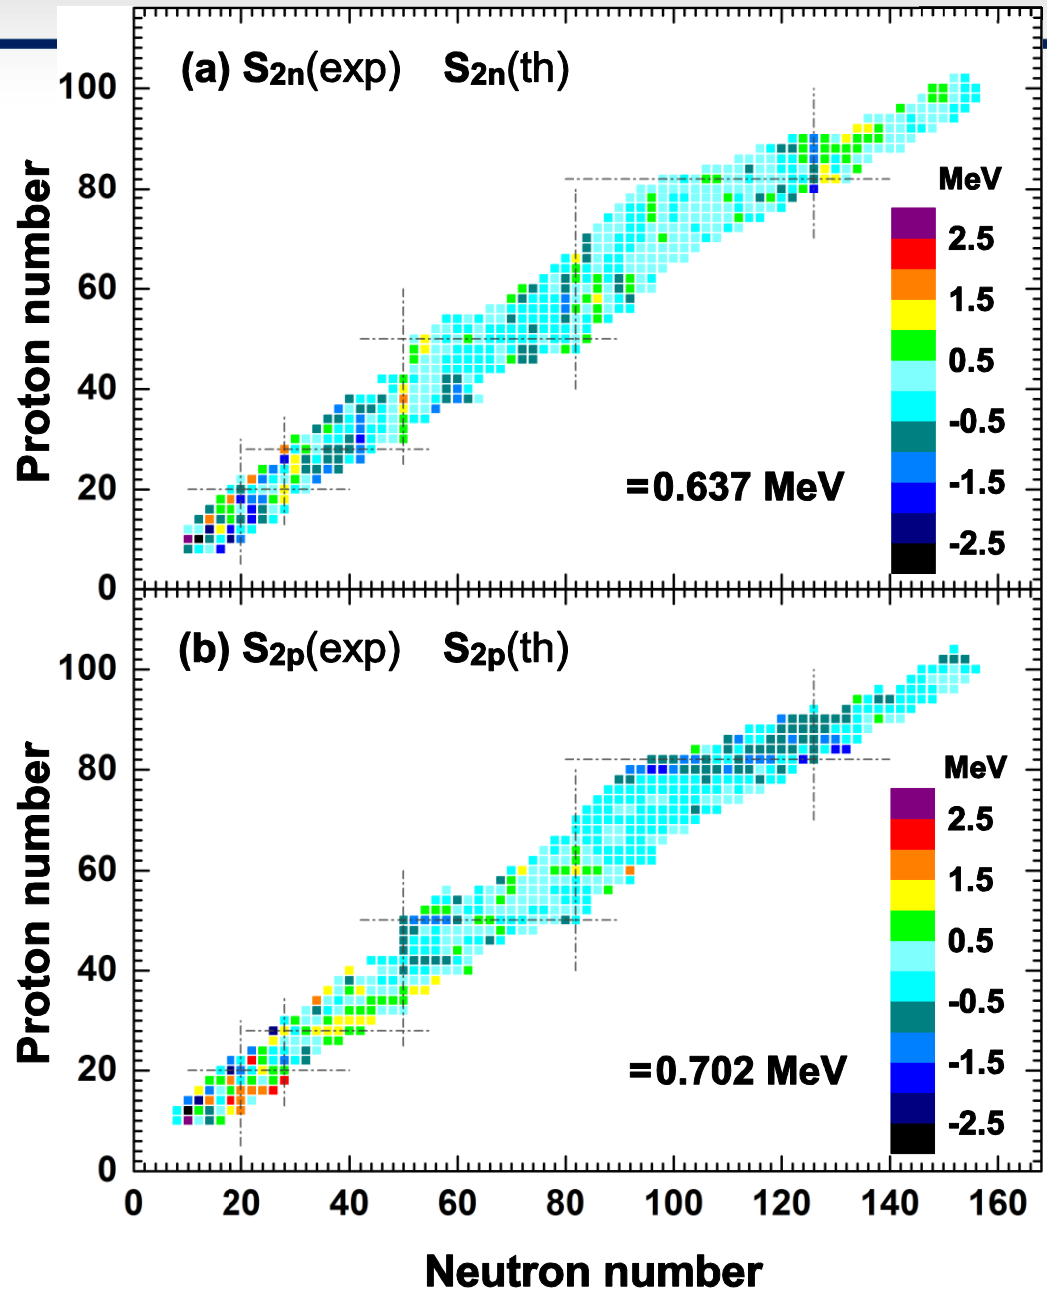 (a) S2n(exp) S2n(th)
100
80
60
40
20
0
Proton number
MeV
2.5
1.5
0.5
-0.5
-1.5
-2.5
=0.637 MeV
(b) S2p(exp) S2p(th)
100
80
60
40
20
0
Proton number
MeV
2.5
1.5
0.5
-0.5
-1.5
-2.5
=0.702 MeV
0 20 40 60 80 100 120 140 160
Neutron number